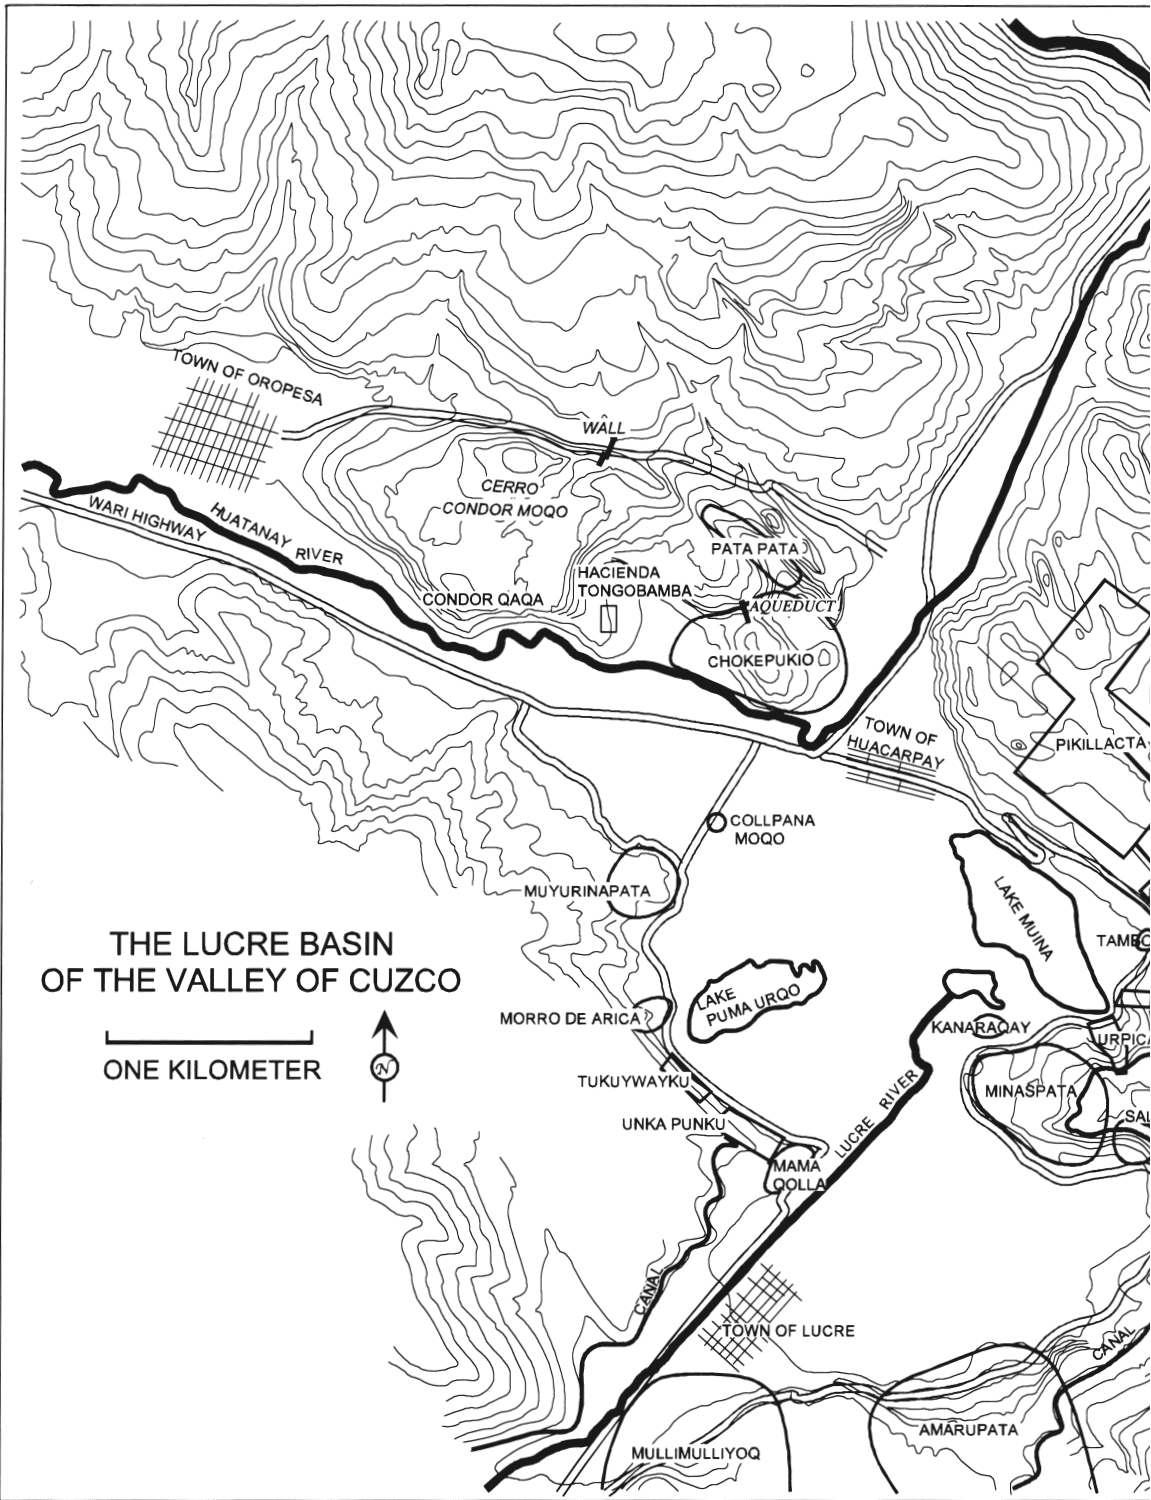 TOWN OF OROPESA
WALL
CERRO
CONDOR MOQO
WARI HIGHWAY
HUATANAY RIVER
PATA PATA
HACIENDA
TONGOBAMBA
CONDOR QAQA
AQUEDUCT
CHOKEPUKIO
TOWN OF
HUACARPAY
PIKILLACTA
COLLPANA
MOQO
MUYURINAPATA
LAKE MUINA
THE LUCRE BASIN
OF THE VALLEY OF CUZCO
TAMBO
LAKE
PUMA URQO
MORRO DE ARICA
KANARAQAY
URPICA
ONE KILOMETER
N
TUKUYWAYKU
MINASPATA
UNKA PUNKU
LUCRE RIVER
SAL
MAMA
QOLLA
CANAL
TOWN OF LUCRE
CANAL
AMARUPATA
MULLIMULLIYOQ